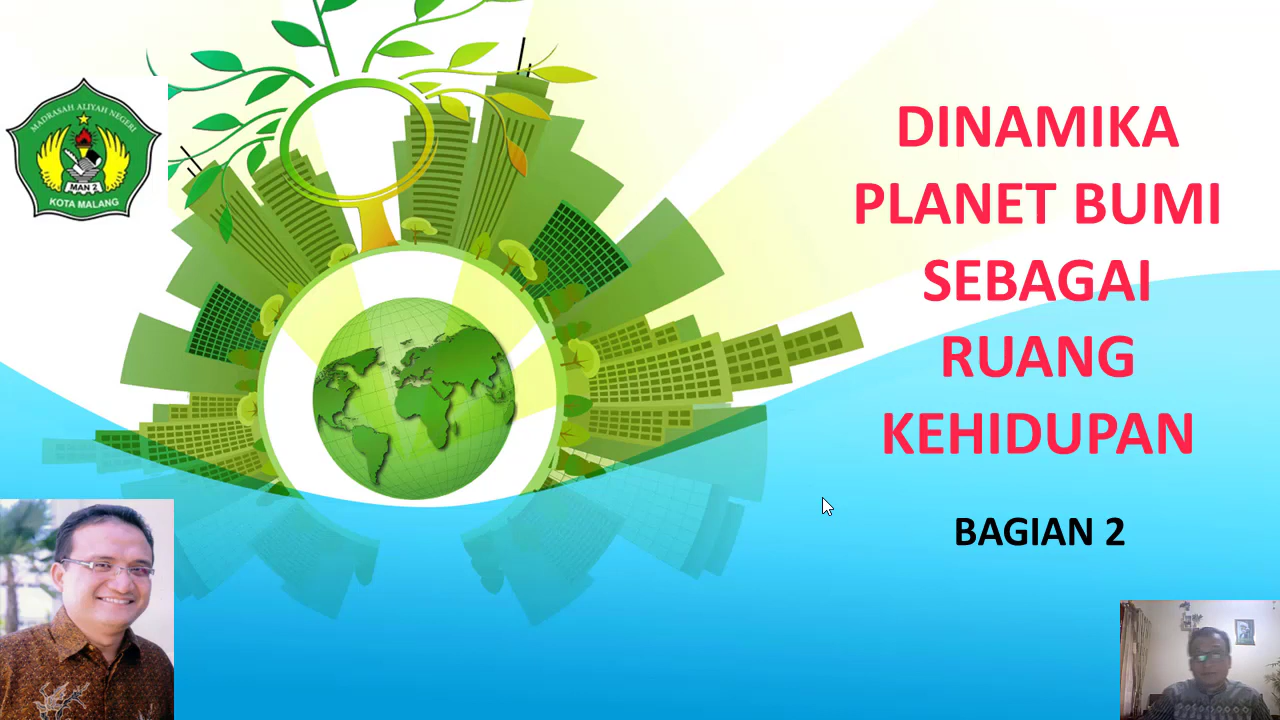 MADRASAH ALIYAH NEGERI
MAN 2
KOTA MALANG
DINAMIKA
PLANET BUMI
SEBAGAI
RUANG
KEHIDUPAN
BAGIAN 2